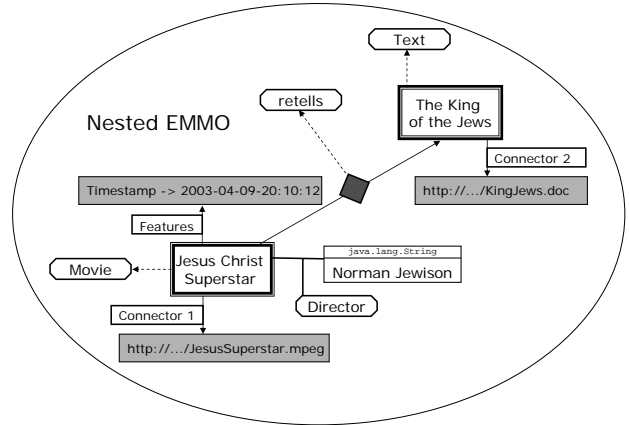 Text
retells
The King
of the Jews
Nested EMMO
Connector 2
Timestamp -> 2003-04-09-20:10:12
http://.../KingJews.doc
Features
java.lang.String
Jesus Christ
Superstar
Movie
Norman Jewison
Director
Connector 1
http://.../JesusSuperstar.mpeg